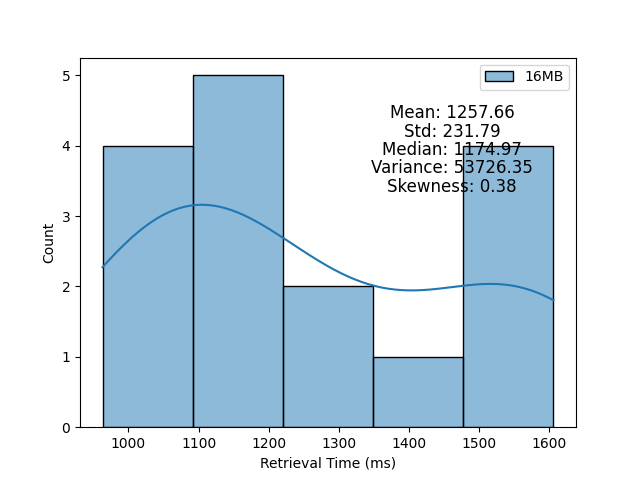 16MB
Mean: 1257.66
Std: 231.79
Median: 1174.97
Variance: 53726.35
Skewness: 0.38
5
4
3
2
1
0
Count
1000 1100 1200 1300 1400 1500 1600
Retrieval Time (ms)